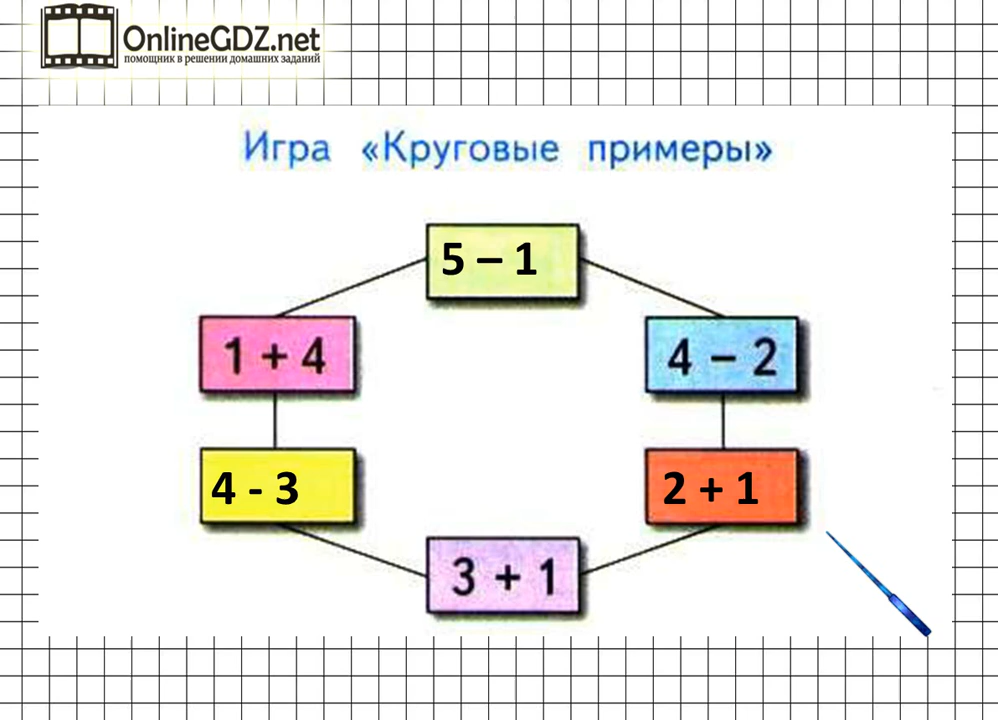 OnlineGDZ.net
помощник в решении домашних заданий
Игра «Круговые примеры»
5 – 1
1 + 4
4 – 2
4 - 3
2 + 1
3 + 1